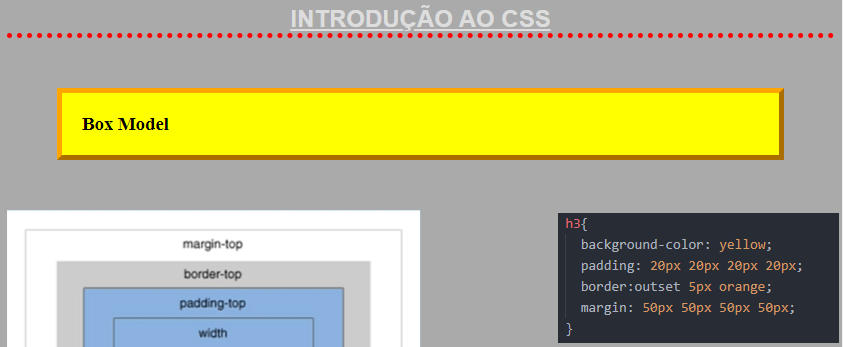 INTRODUÇÃO AO CSS
Box Model
margin-top
border-top
padding-top
width
h3{
background-color: yellow;
padding: 20px 20px 20px 20px;
border:outset 5px orange;
margin: 50px 50px 50px 50px;
}